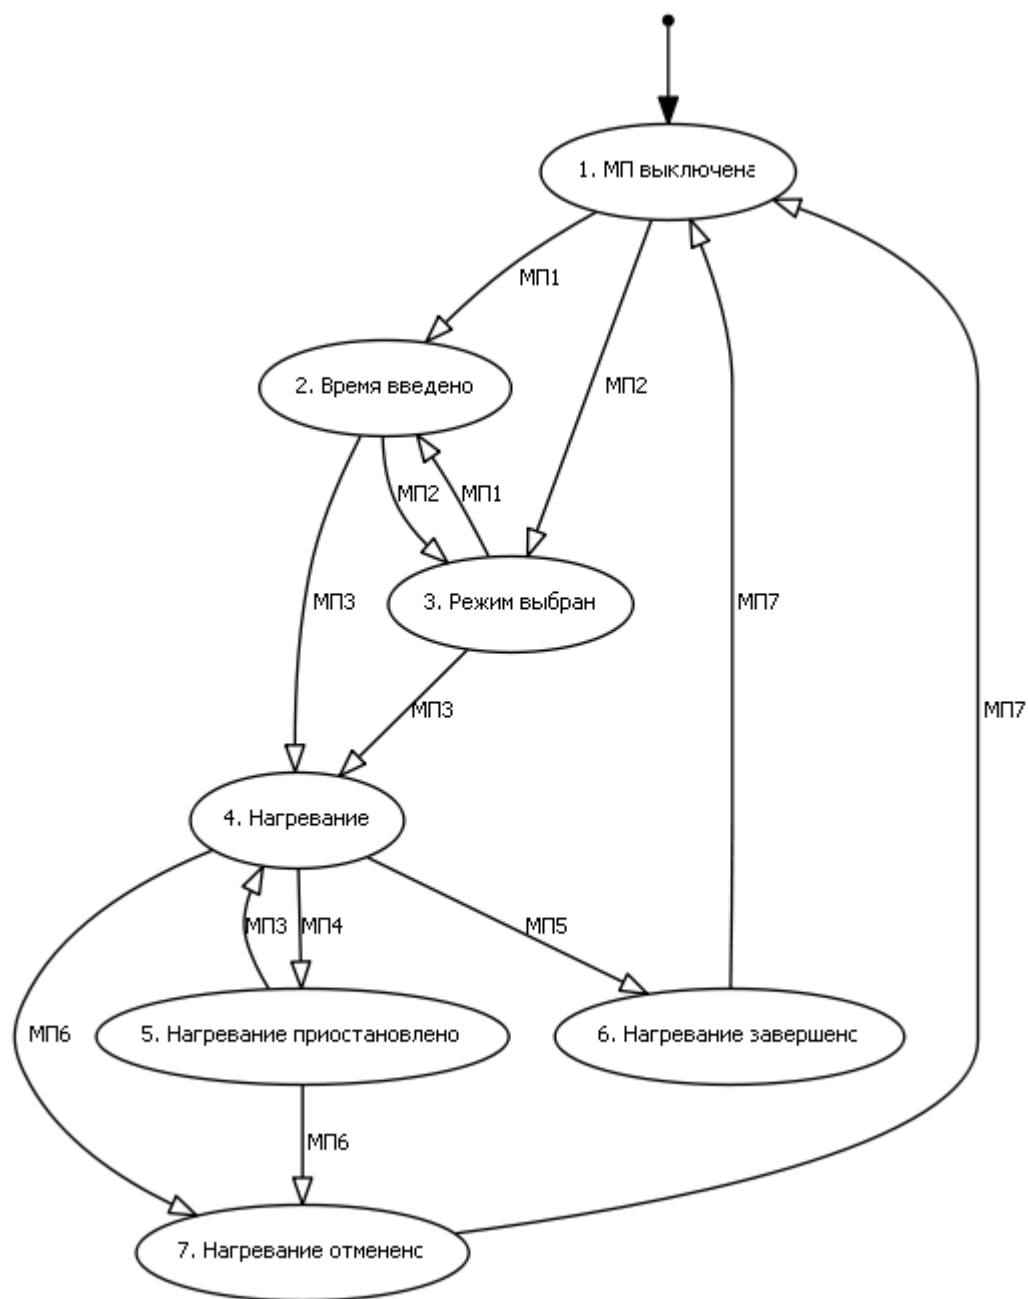 1. МП выключена
МП1
МП2
2. Время введено
МП2
МП1
МП3
3. Режим выбран
МП7
МП3
МП7
4. Нагревание
МП3
МП4
МП5
МП6
5. Нагревание приостановлено
6. Нагревание завершенс
МП6
7. Нагревание отмененс